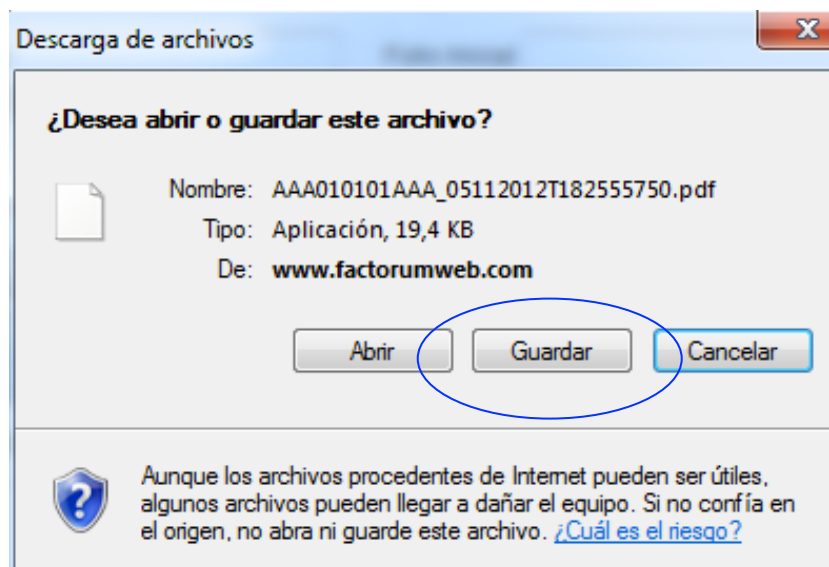 Descarga de archivos
¿Desea abrir o guardar este archivo?
Nombre: AAA010101AAA_05112012T182555750.pdf
Tipo: Aplicación, 19,4 KB
De: www.factorumweb.com
Abrir Guardar Cancelar
Aunque los archivos procedentes de Internet pueden ser útiles,
algunos archivos pueden llegar a dañar el equipo. Si no confía en
el origen, no abra ni guarde este archivo. ¿Cuál es el riesgo?